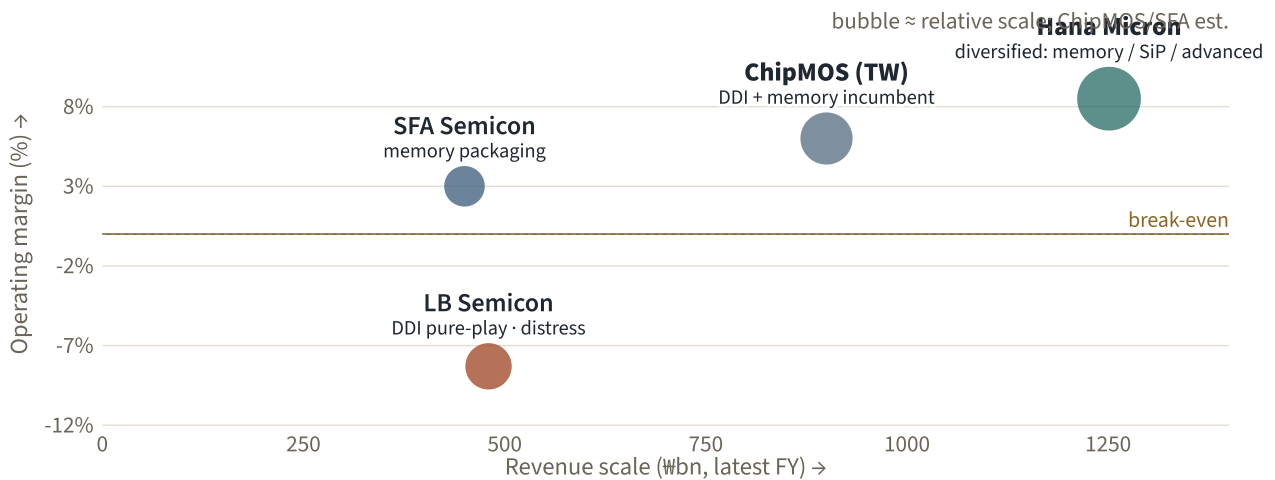 bubble ≈ relative scale; ChipMOS/SFA est.
Hana Micron
diversified: memory / SiP / advanced
ChipMOS (TW)
DDI + memory incumbent
SFA Semicon
memory packaging
LB Semicon
DDI pure-play · distress
break-even
8%
3%
-2%
-7%
-12%
0 250 500 750 1000 1250
Operating margin (%) →
Revenue scale (₩bn, latest FY) →